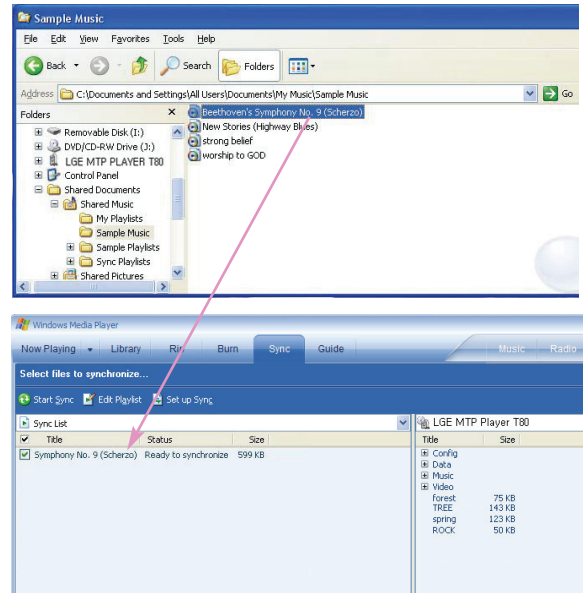 Sample Music
File Edit View Favorites Tools Help
Back Search Folders
Address C:\Documents and Settings\All Users\Documents\My Music\Sample Music Go
Folders
Removable Disk (I:)
DVD/CD-RW Drive (J:)
LGE MTP PLAYER T80
Control Panel
Shared Documents
Shared Music
My Playlists
Sample Music
Sample Playlists
Sync Playlists
Shared Pictures
Beethoven's Symphony No. 9 (Scherzo)
New Stories (Highway Blues)
strong belief
worship to GOD
Windows Media Player
Now Playing Library Rip Burn Sync Guide Music Radio
Select files to synchronize...
Start Sync Edit Playlist Set up Sync
Sync List
Title Status Size
Symphony No. 9 (Scherzo) Ready to synchronize 599 KB
LGE MTP Player T80
Title Size
Config
Data
Music
Video
forest 75 KB
TREE 143 KB
spring 123 KB
ROCK 50 KB